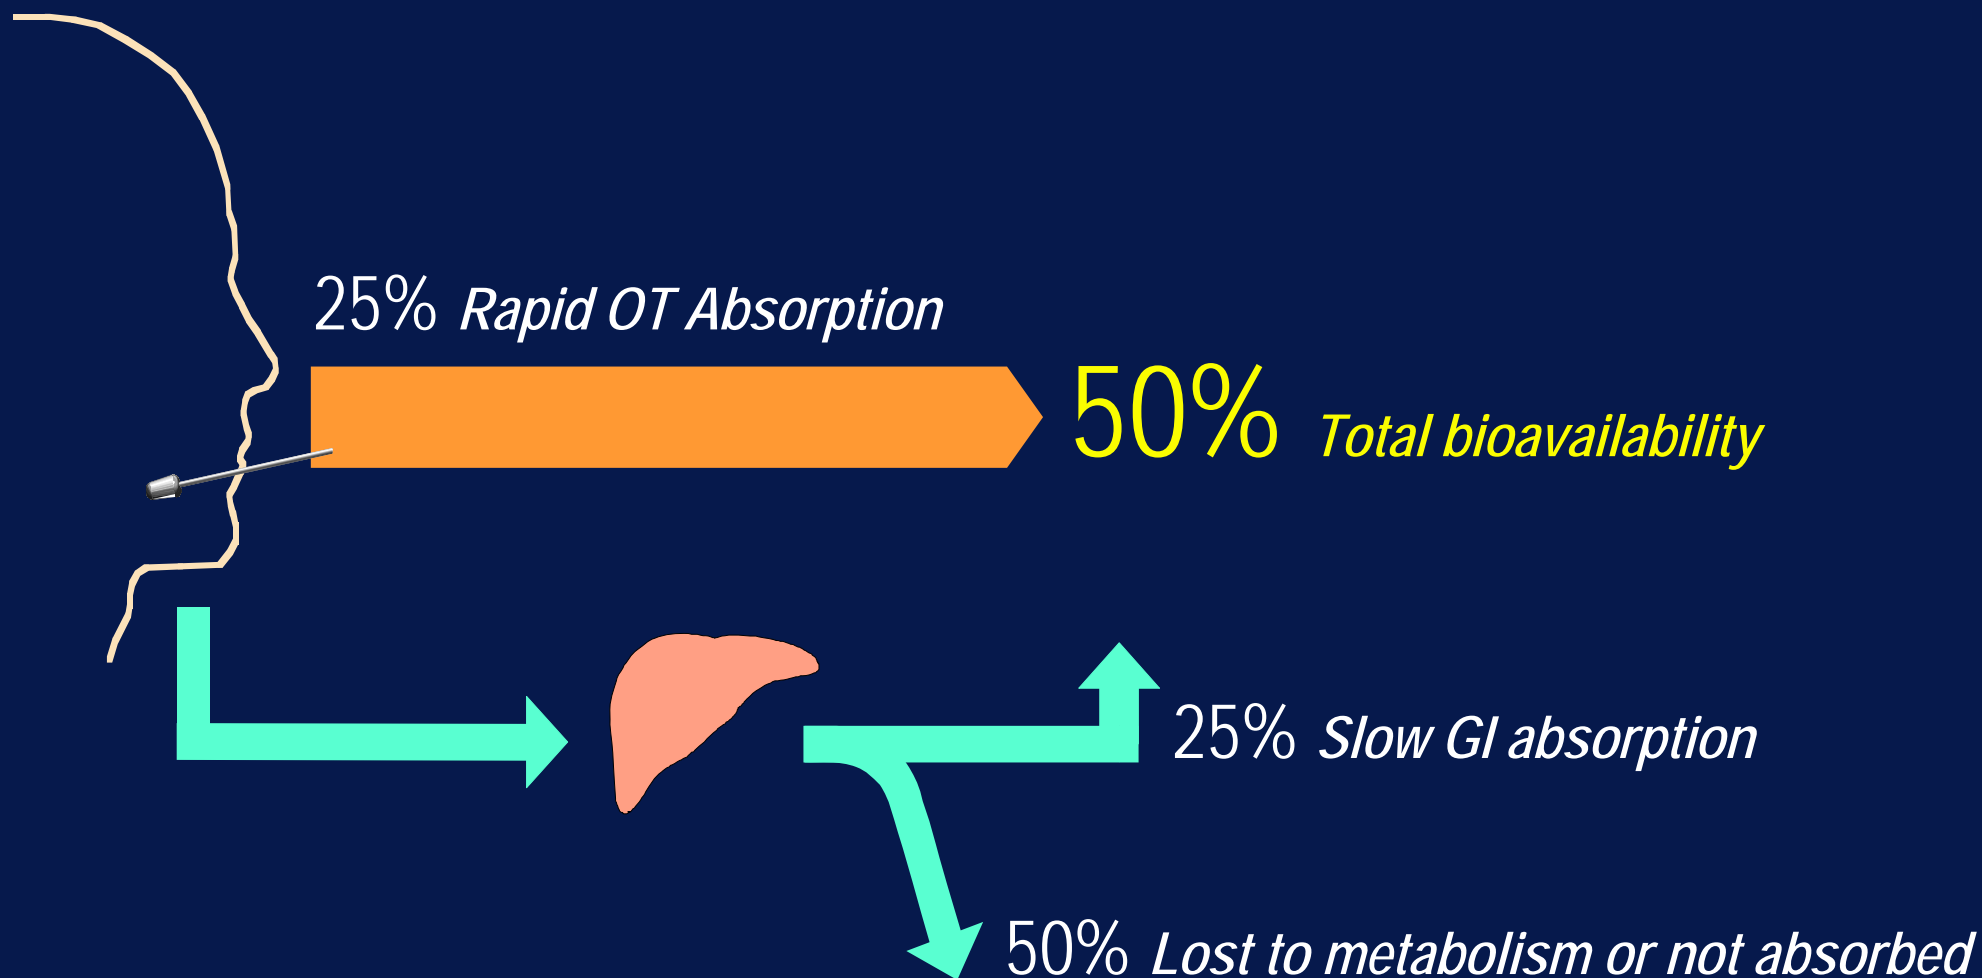 25% Rapid OT Absorption
50% Total bioavailability
25% Slow GI absorption
50% Lost to metabolism or not absorbed